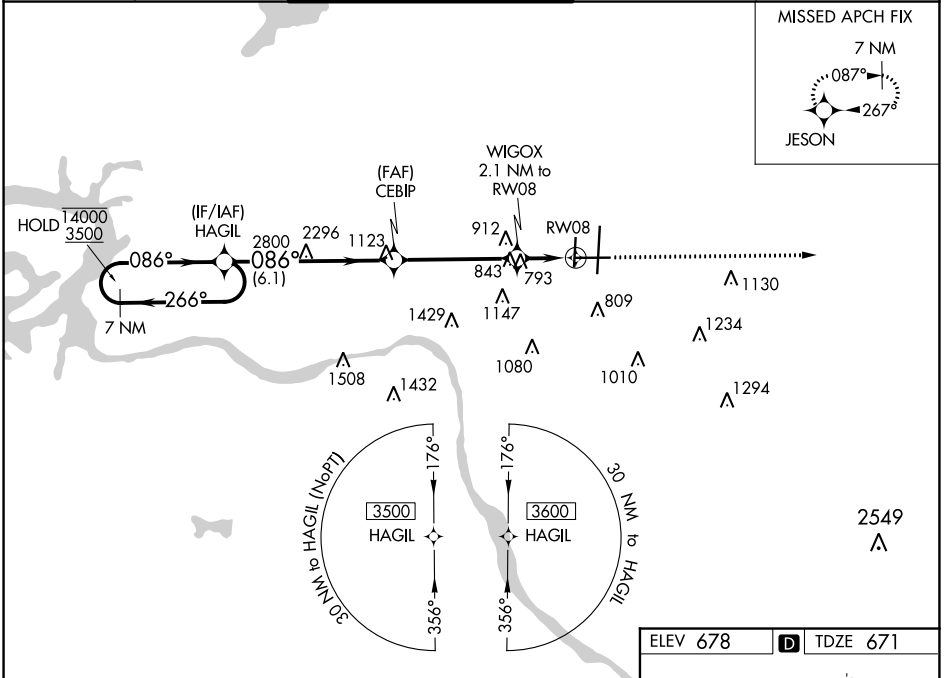 MISSED APCH FIX
7 NM
087°
267°
JESON
WIGOX
2.1 NM to
RW08
(FAF)
CEBIP
(IF/IAF)
HAGIL
HOLD 14000
3500
RW08
2800
2296
1123
912
086°
086°
(6.1)
843
793
1130
266°
7 NM
1147
809
1429
1234
1080
1010
1508
1432
1294
30 NM to HAGIL (NoPT)
176°
3500
HAGIL
356°
176°
3600
HAGIL
356°
30 NM to HAGIL
2549
ELEV 678 D TDZE 671